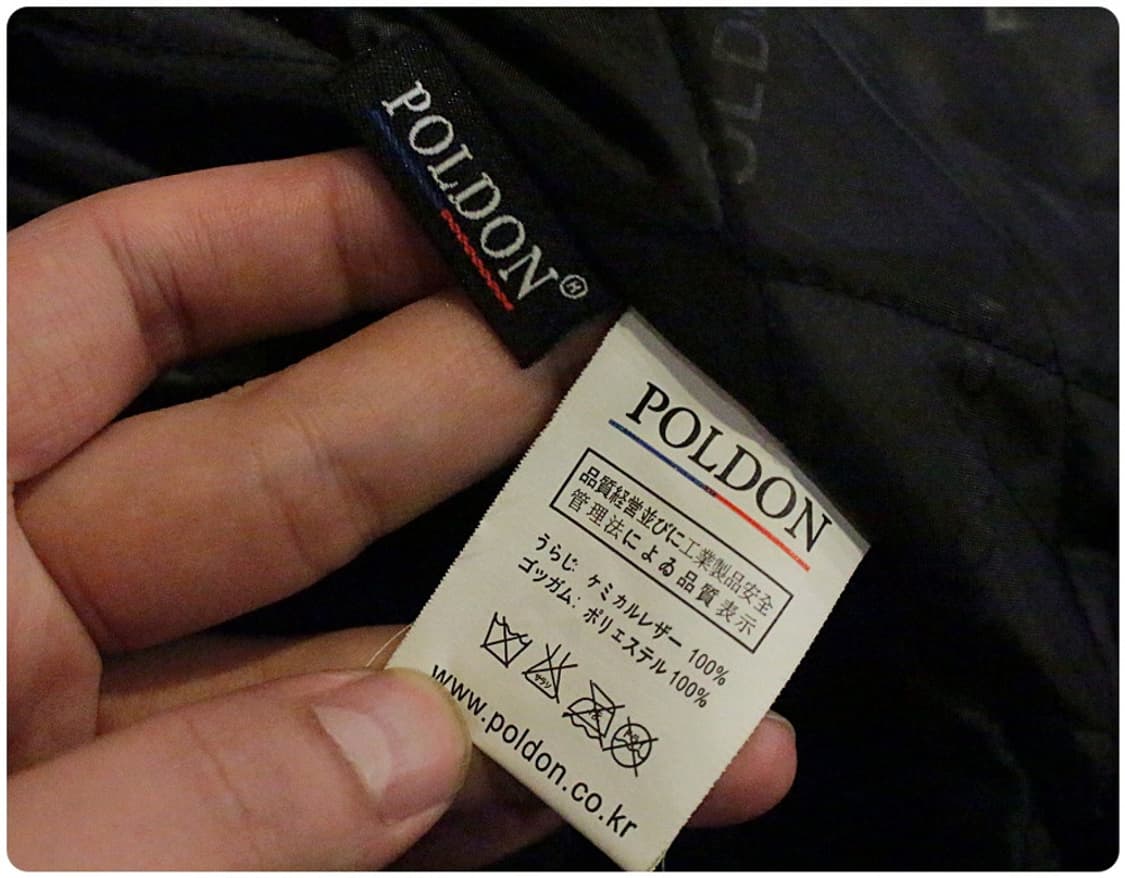 POLDON®
POLDON
品質経営並びに工業製品安全
管理法によゐ品質表示
うらじ: ケミカルレザー 100%
ゴッガム: ポリエステル 100%
www.poldon.co.kr